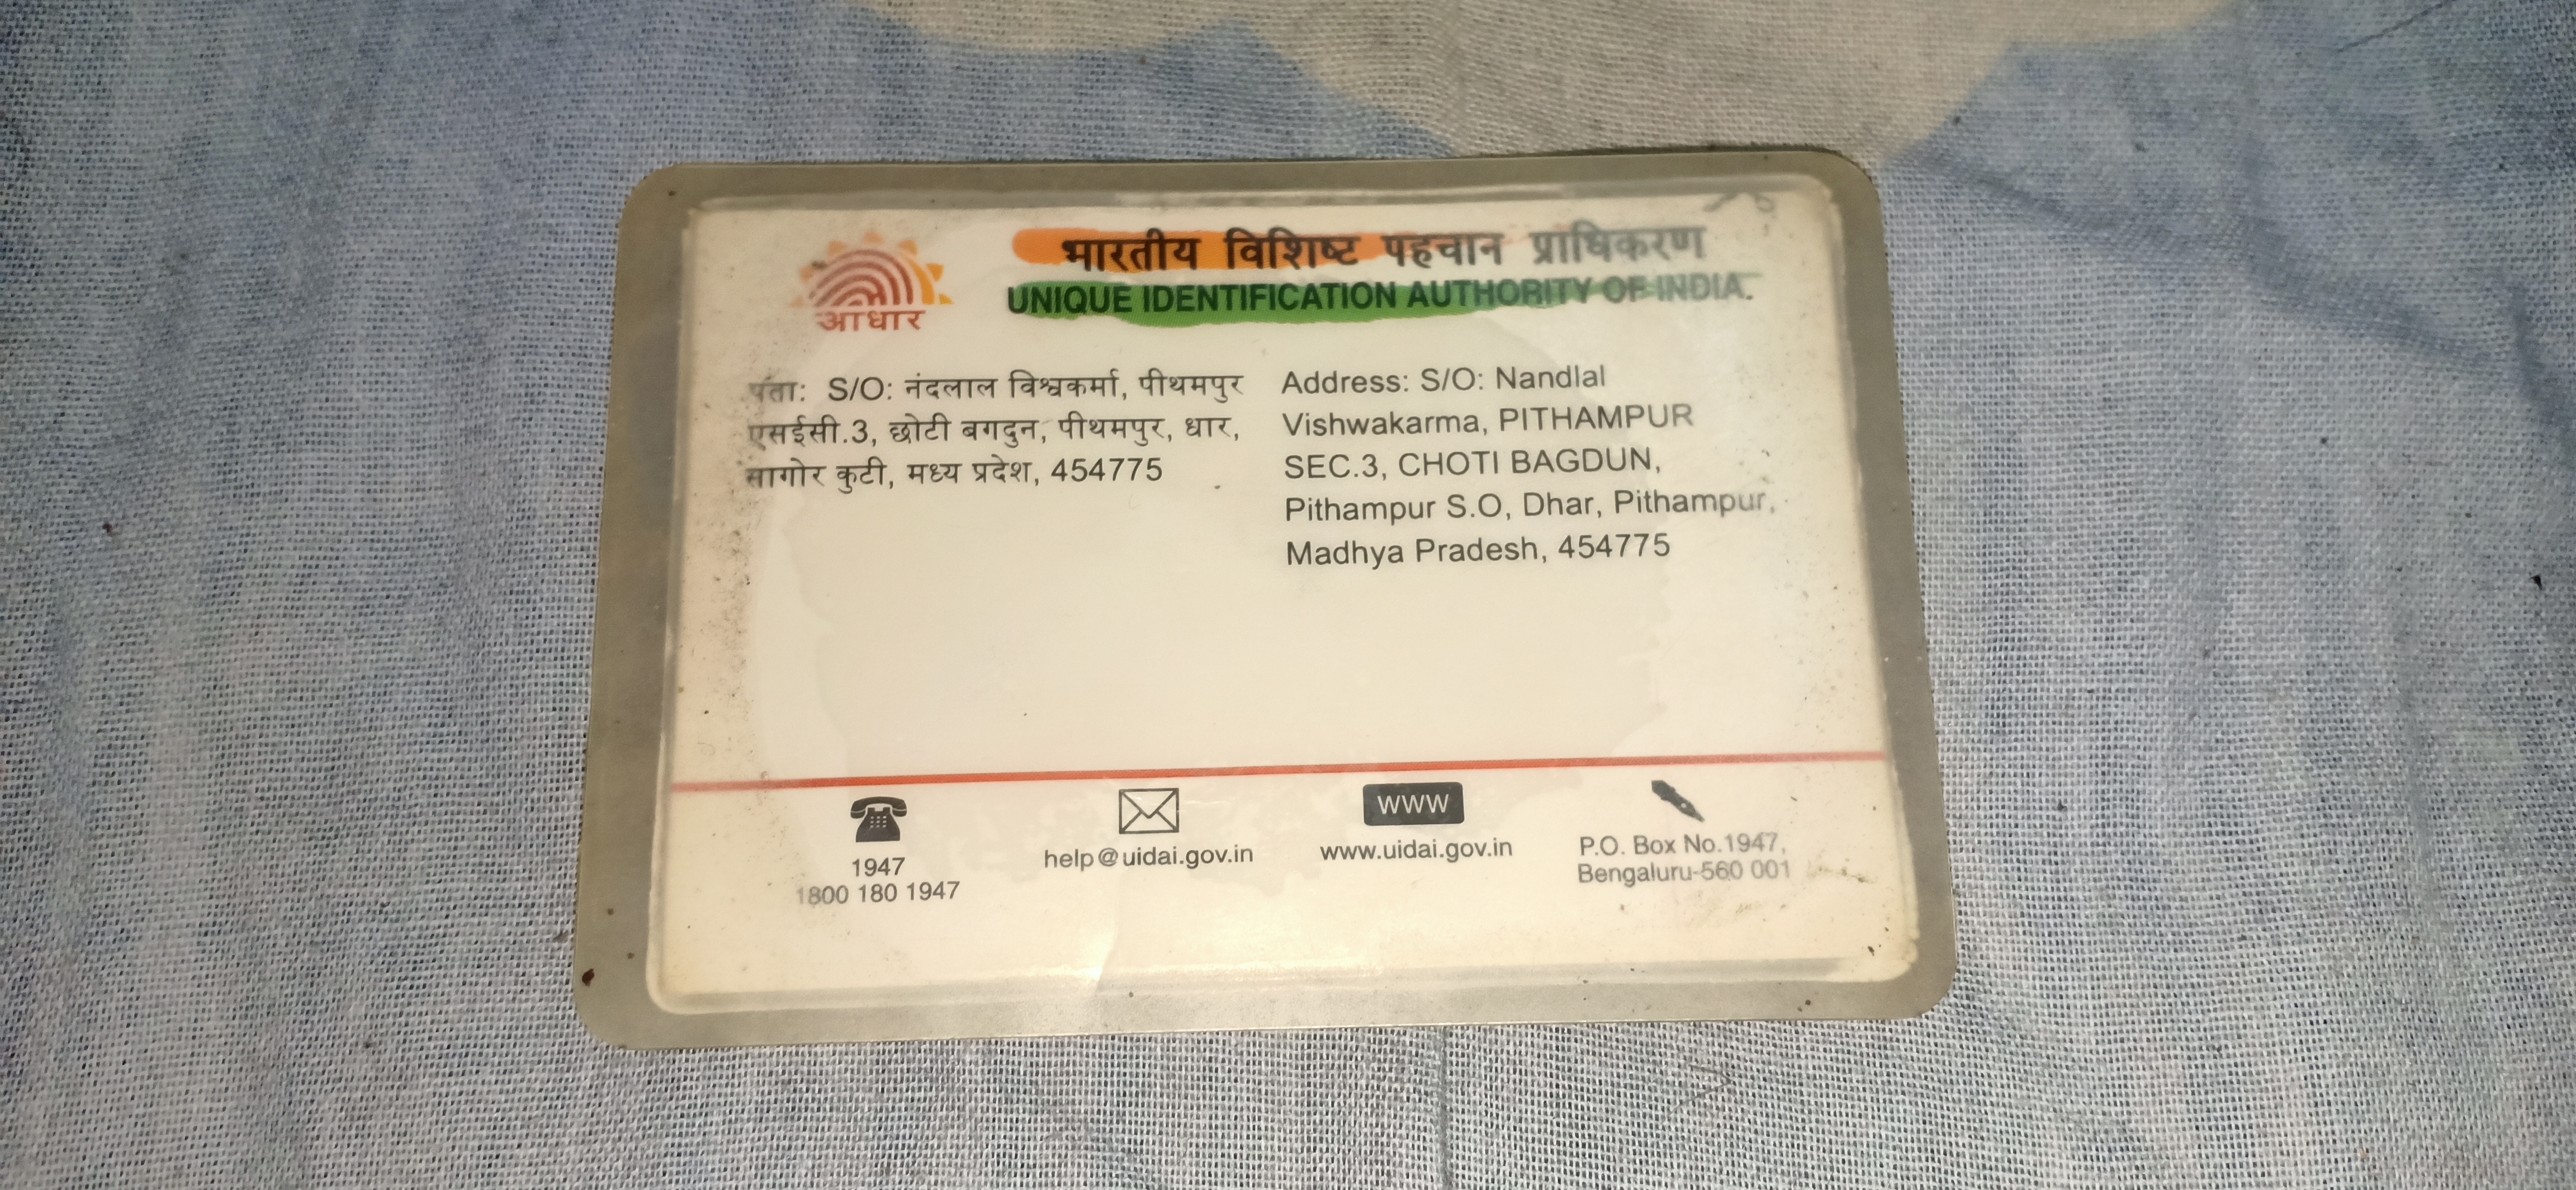 आधार
भारतीय विशिष्ट पहचान प्राधिकरण
UNIQUE IDENTIFICATION AUTHORITY OF INDIA.
पता: S/O: नंदलाल विश्वकर्मा, पीथमपुर
एसईसी.3, छोटी बगदुन, पीथमपुर, धार,
सागोर कुटी, मध्य प्रदेश, 454775
Address: S/O: Nandlal
Vishwakarma, PITHAMPUR
SEC.3, CHOTI BAGDUN,
Pithampur S.O, Dhar, Pithampur,
Madhya Pradesh, 454775
1947
1800 180 1947
help@uidai.gov.in
WWW
www.uidai.gov.in
P.O. Box No.1947,
Bengaluru-560 001